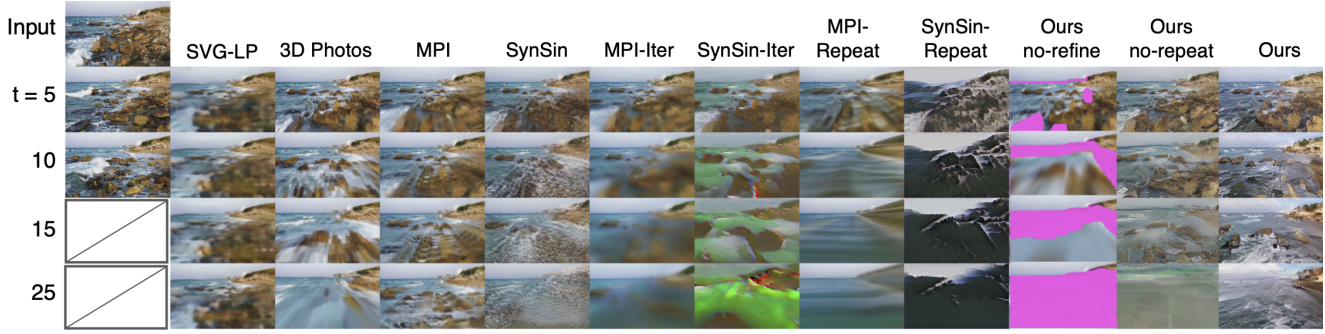 Input
SVG-LP
3D Photos
MPI
SynSin
MPI-Iter
SynSin-Iter
MPI-
Repeat
SynSin-
Repeat
Ours
no-refine
Ours
no-repeat
Ours
t = 5
10
15
25